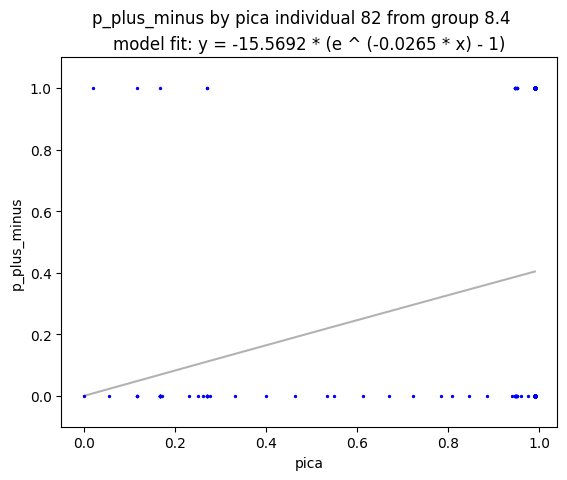 p_plus_minus by pica individual 82 from group 8.4
model fit: y = -15.5692 * (e ^ (-0.0265 * x) - 1)
1.0
0.8
0.6
0.4
0.2
0.0
p_plus_minus
0.0 0.2 0.4 0.6 0.8 1.0
pica